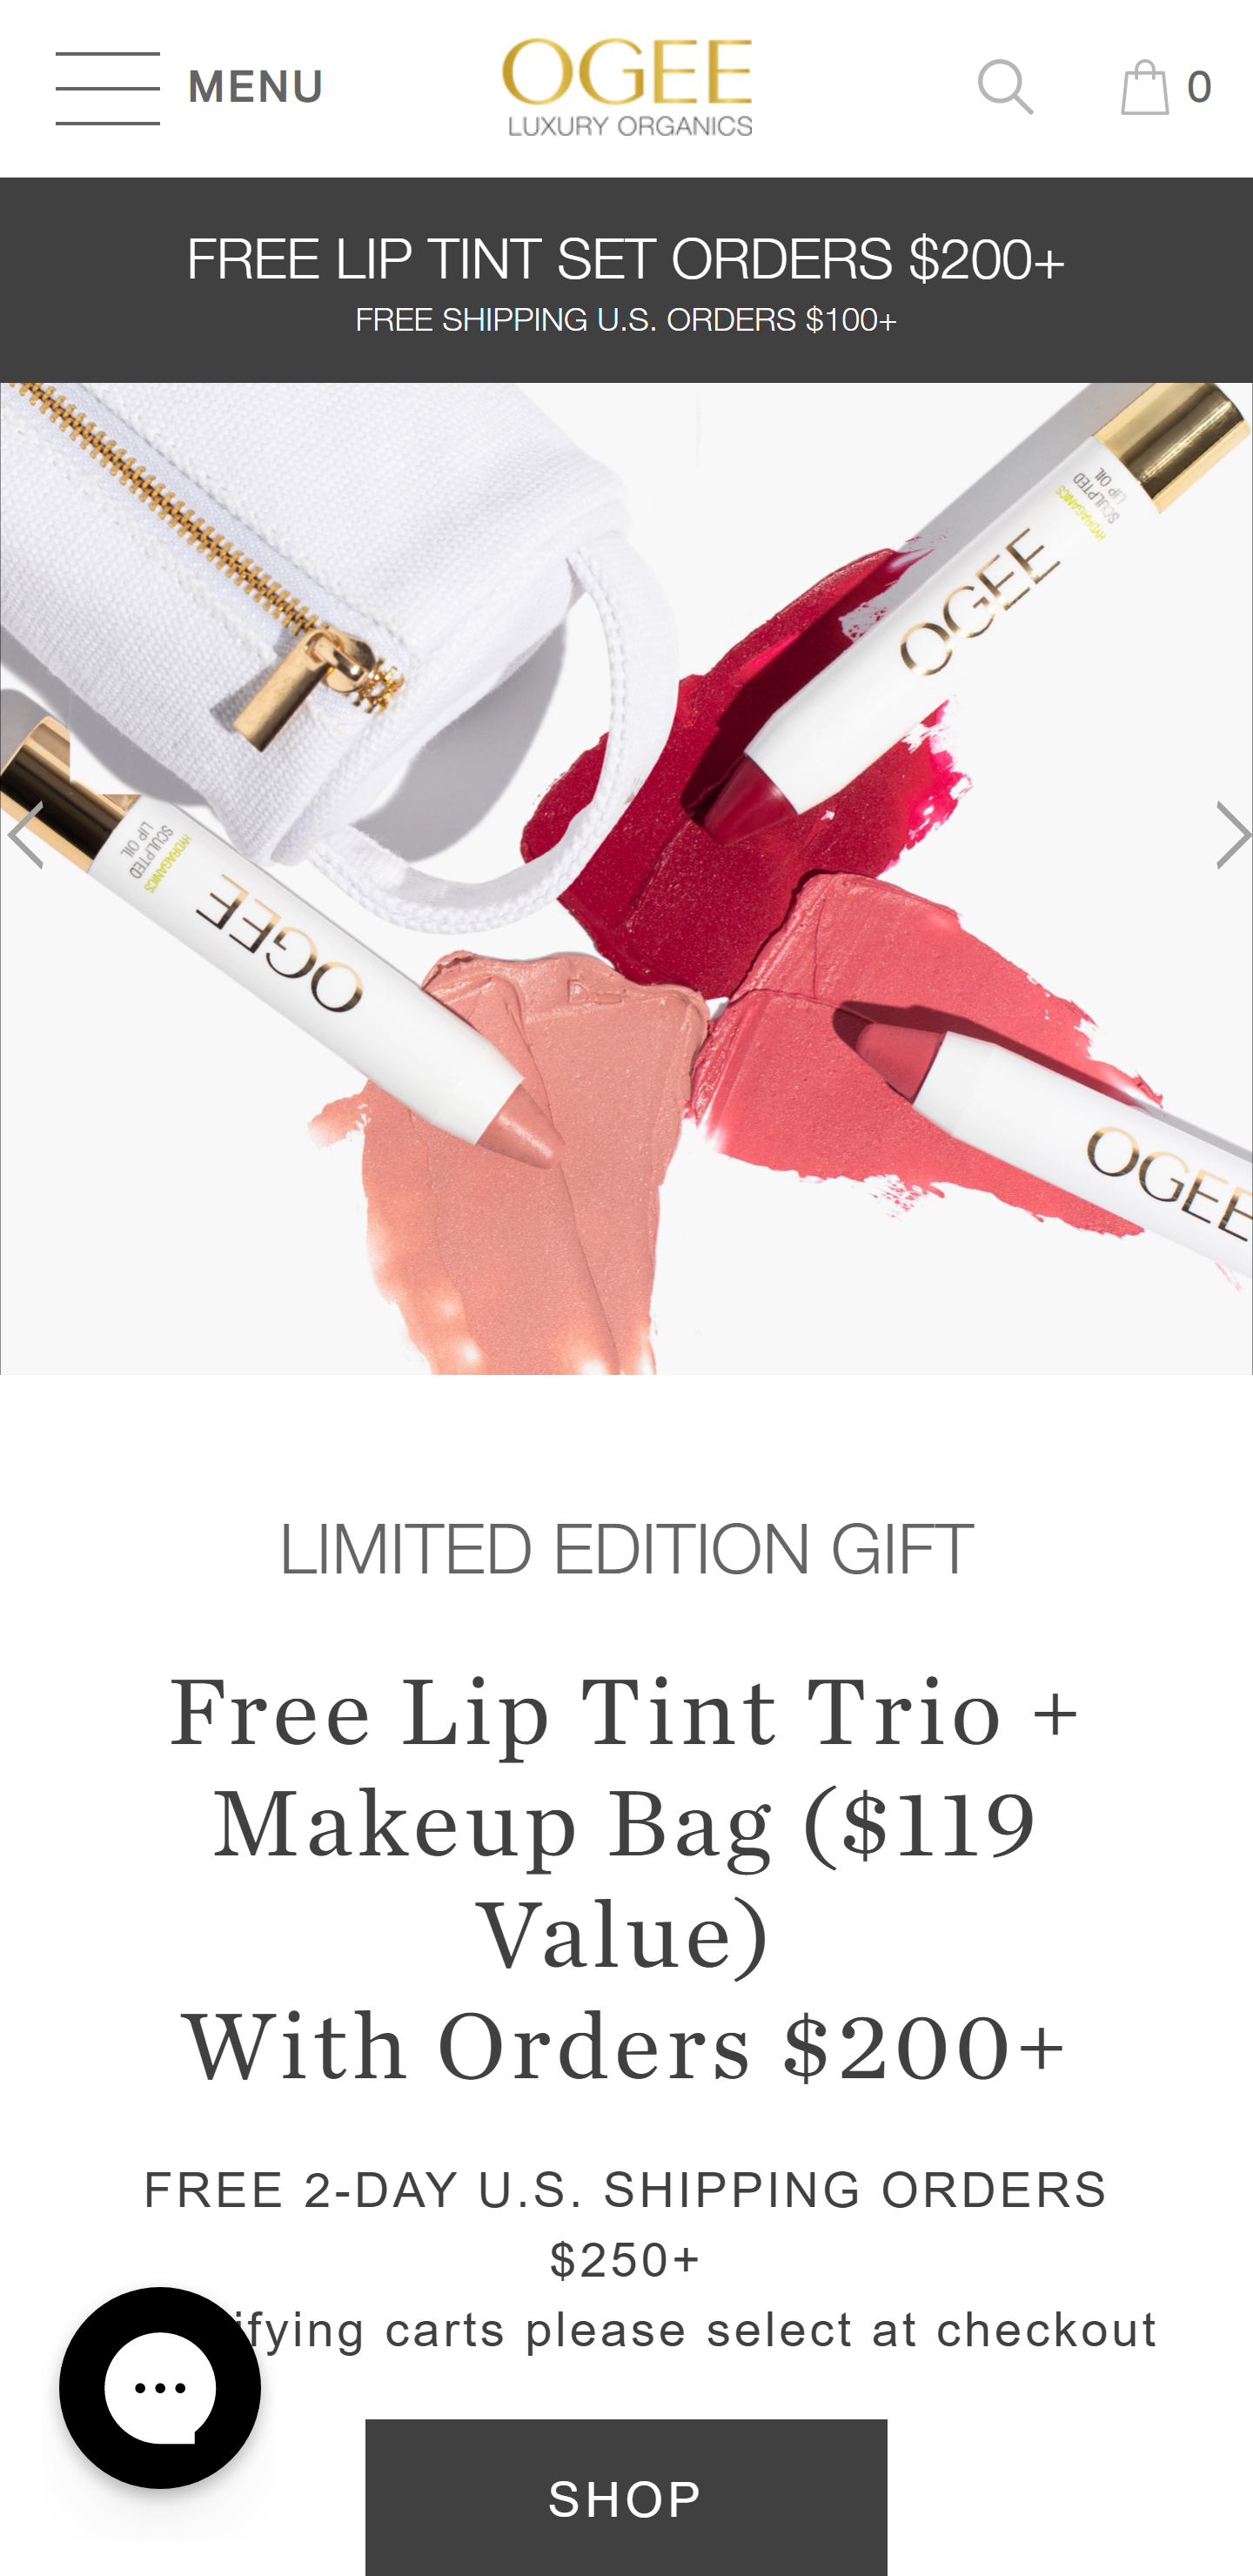 MENU
OGEE
LUXURY ORGANICS
0
FREE LIP TINT SET ORDERS $200+
FREE SHIPPING U.S. ORDERS $100+
OGEE
SCULPTED
LIP OIL
HYDRAGANICS
OGEE
SCULPTED
LIP OIL
HYDRAGANICS
OGEE
LIMITED EDITION GIFT
Free Lip Tint Trio +
Makeup Bag ($119
Value)
With Orders $200+
FREE 2-DAY U.S. SHIPPING ORDERS
$250+
carts please select at checkout
SHOP